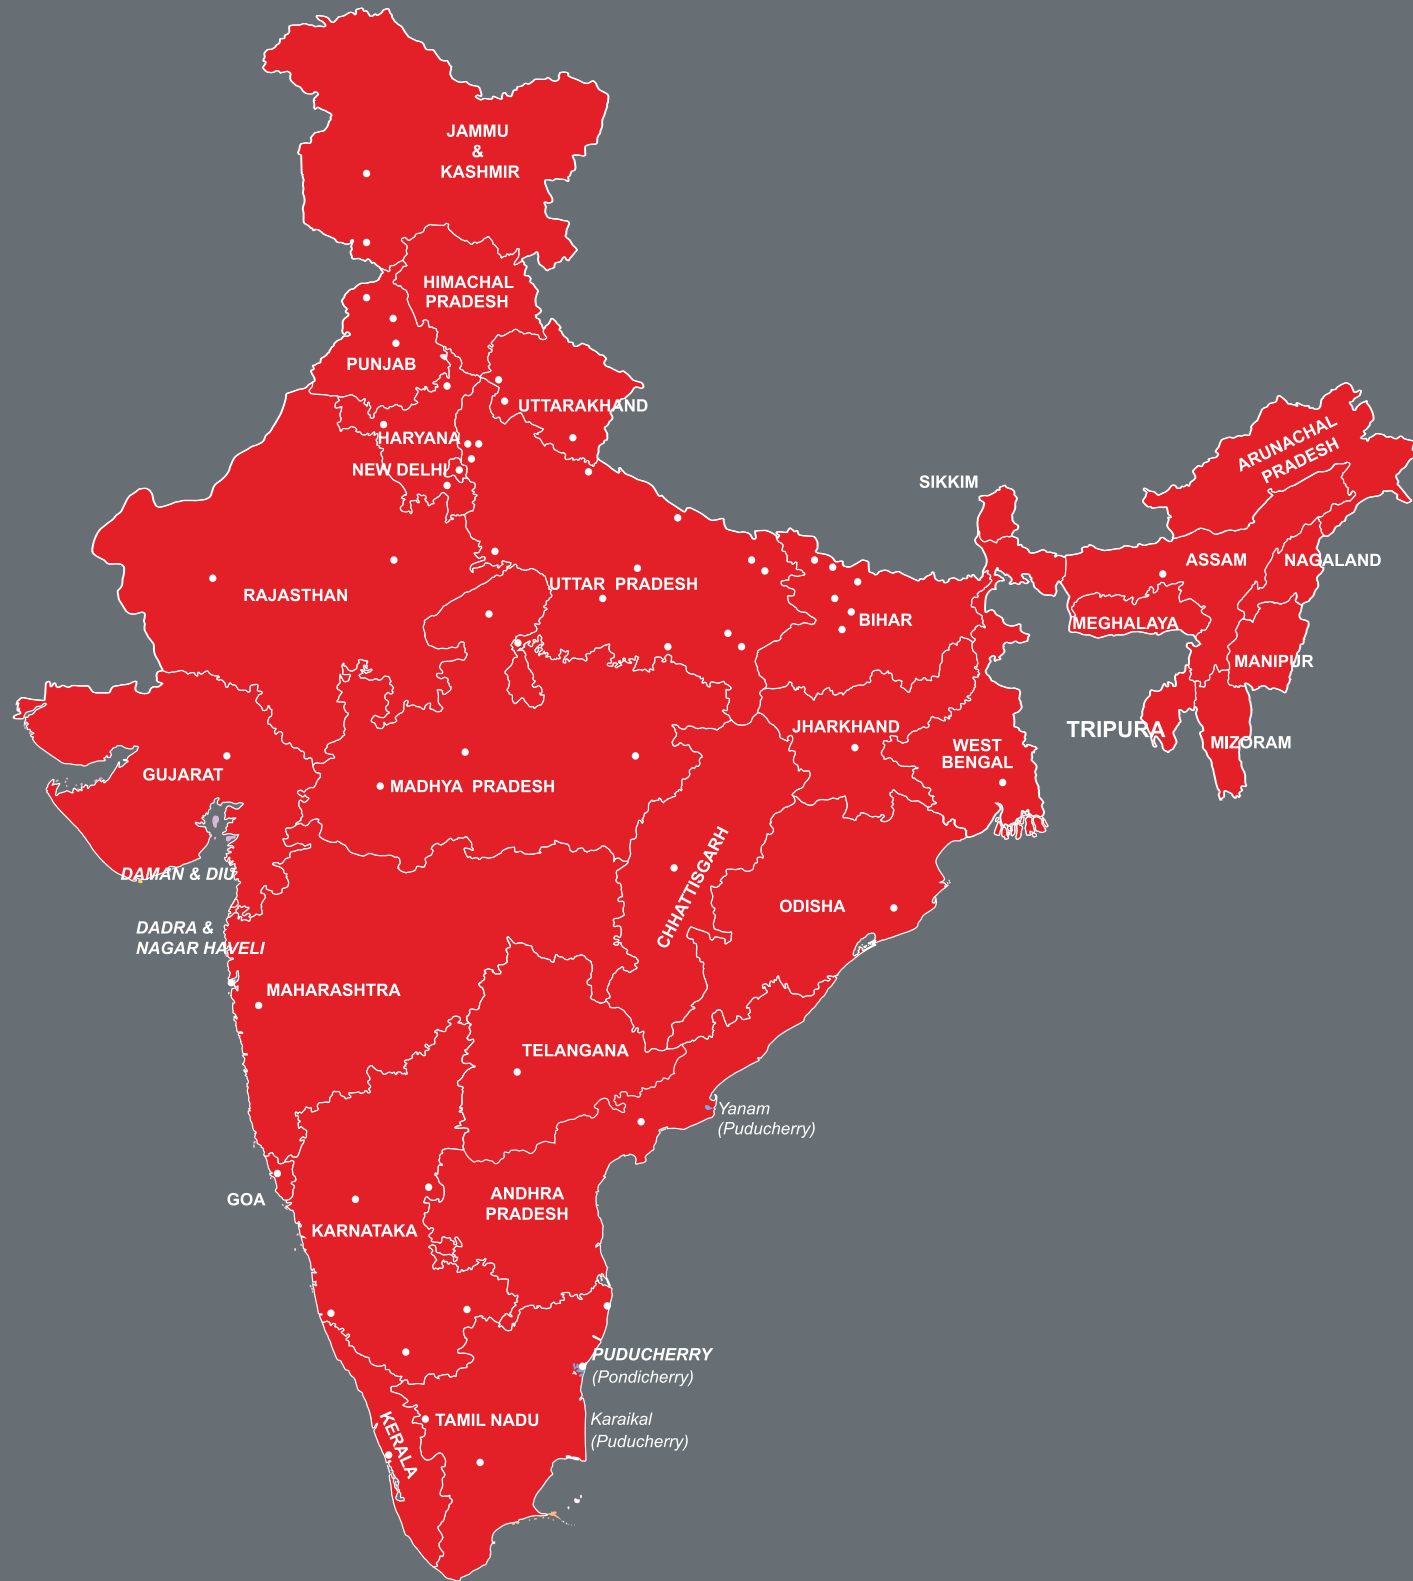 JAMMU
&
KASHMIR
HIMACHAL
PRADESH
PUNJAB
UTTARAKHAND
HARYANA
NEW DELHI
SIKKIM
ARUNACHAL
PRADESH
ASSAM
NAGALAND
RAJASTHAN
UTTAR PRADESH
BIHAR
MEGHALAYA
MANIPUR
TRIPURA
MIZORAM
JHARKHAND
WEST
BENGAL
GUJARAT
MADHYA PRADESH
DAMAN & DIU
CHHATTISGARH
ODISHA
DADRA &
NAGAR HAVELI
MAHARASHTRA
TELANGANA
Yanam
(Puducherry)
GOA
ANDHRA
PRADESH
KARNATAKA
PUDUCHERRY
(Pondicherry)
KERALA
TAMIL NADU
Karaikal
(Puducherry)